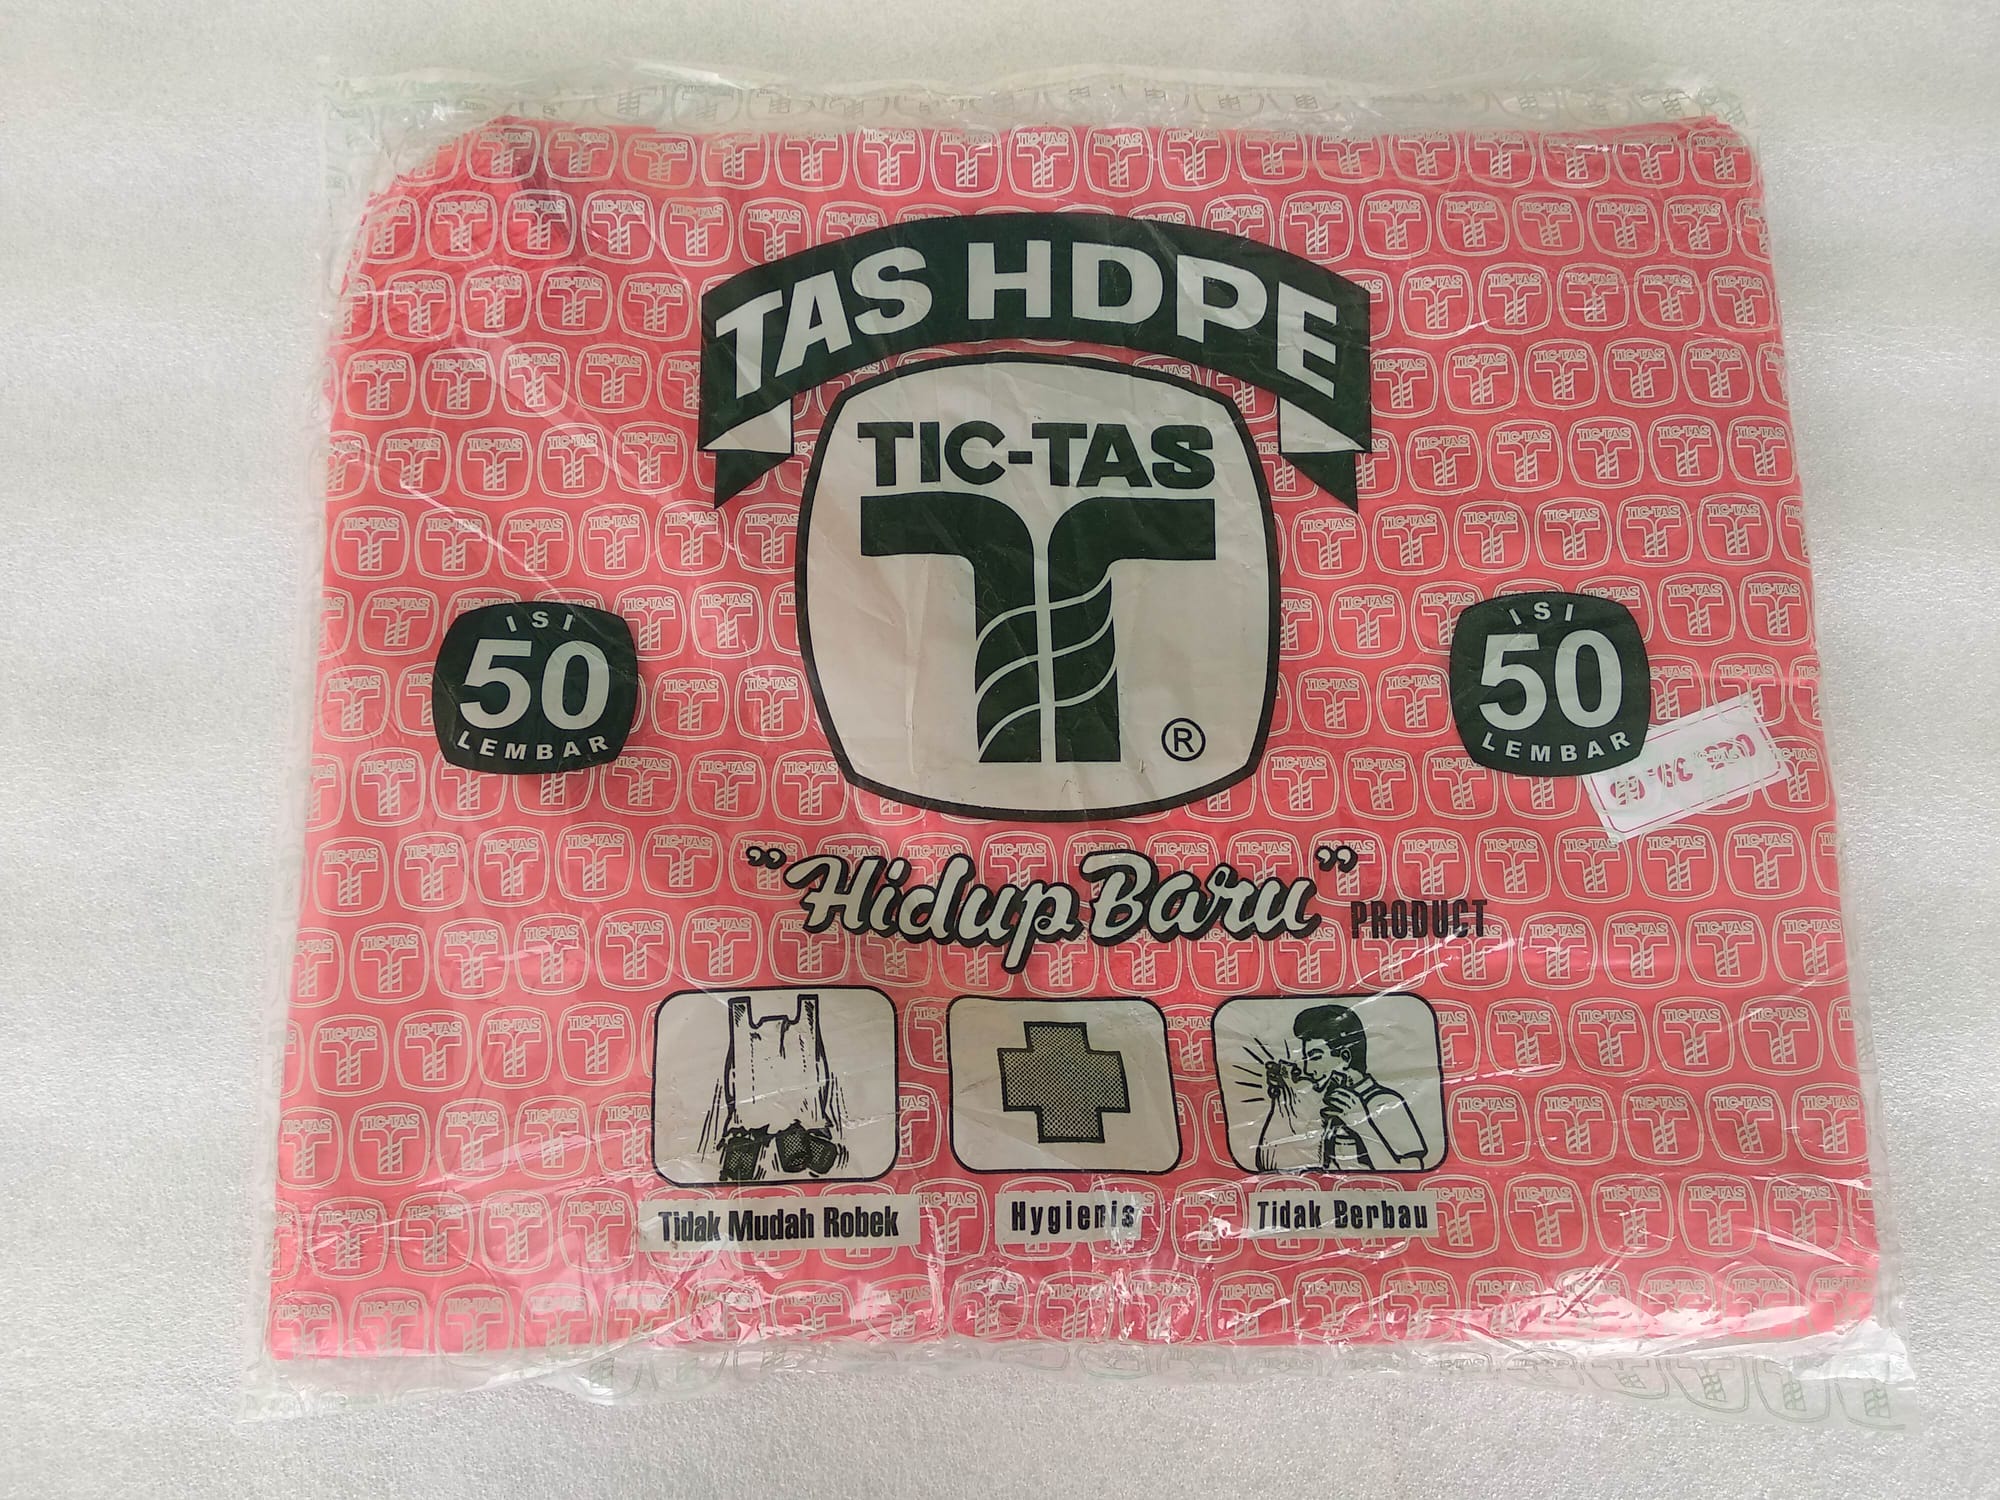 TAS HDPE
TIC-TAS
®
ISI
50
LEMBAR
ISI
50
LEMBAR
"Hidup Baru" PRODUCT
Tidak Mudah Robek
Hygienis
Tidak Berbau